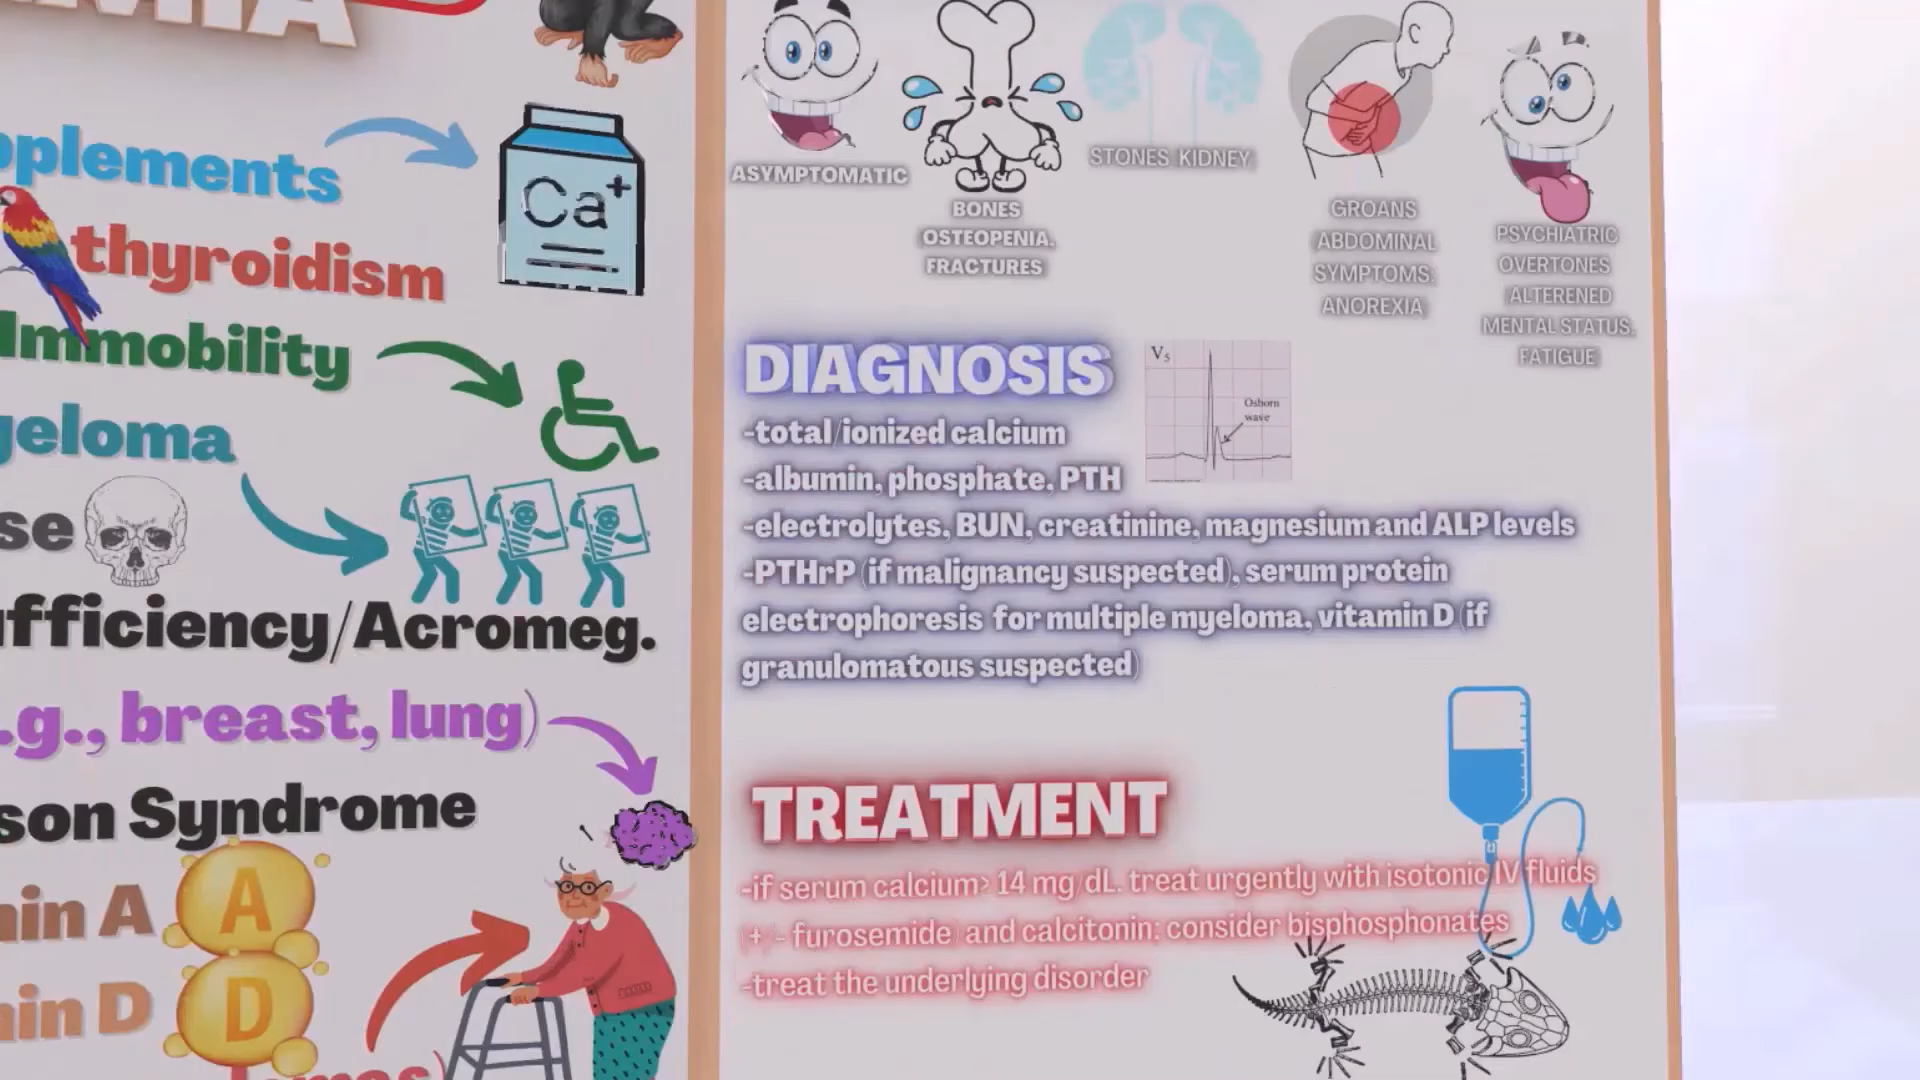 pplements
Ca+
thyroidism
Immobility
yeloma
se
ufficiency/Acromeg.
.g., breast, lung)
son Syndrome
min A
A
min D
D
ASYMPTOMATIC
BONES
OSTEOPENIA.
FRACTURES
STONES KIDNEY
GROANS
ABDOMINAL
SYMPTOMS.
ANOREXIA
PSYCHIATRIC
OVERTONES
ALTERENED
MENTAL STATUS.
FATIGUE
DIAGNOSIS
V5
Osborn
wave
-total/ionized calcium
-albumin, phosphate, PTH
-electrolytes, BUN, creatinine, magnesium and ALP levels
-PTHrP (if malignancy suspected), serum protein
electrophoresis for multiple myeloma, vitamin D (if
granulomatous suspected)
TREATMENT
-if serum calcium> 14 mg/dL. treat urgently with isotonic IV fluids
(+/- furosemide) and calcitonin; consider bisphosphonates
-treat the underlying disorder